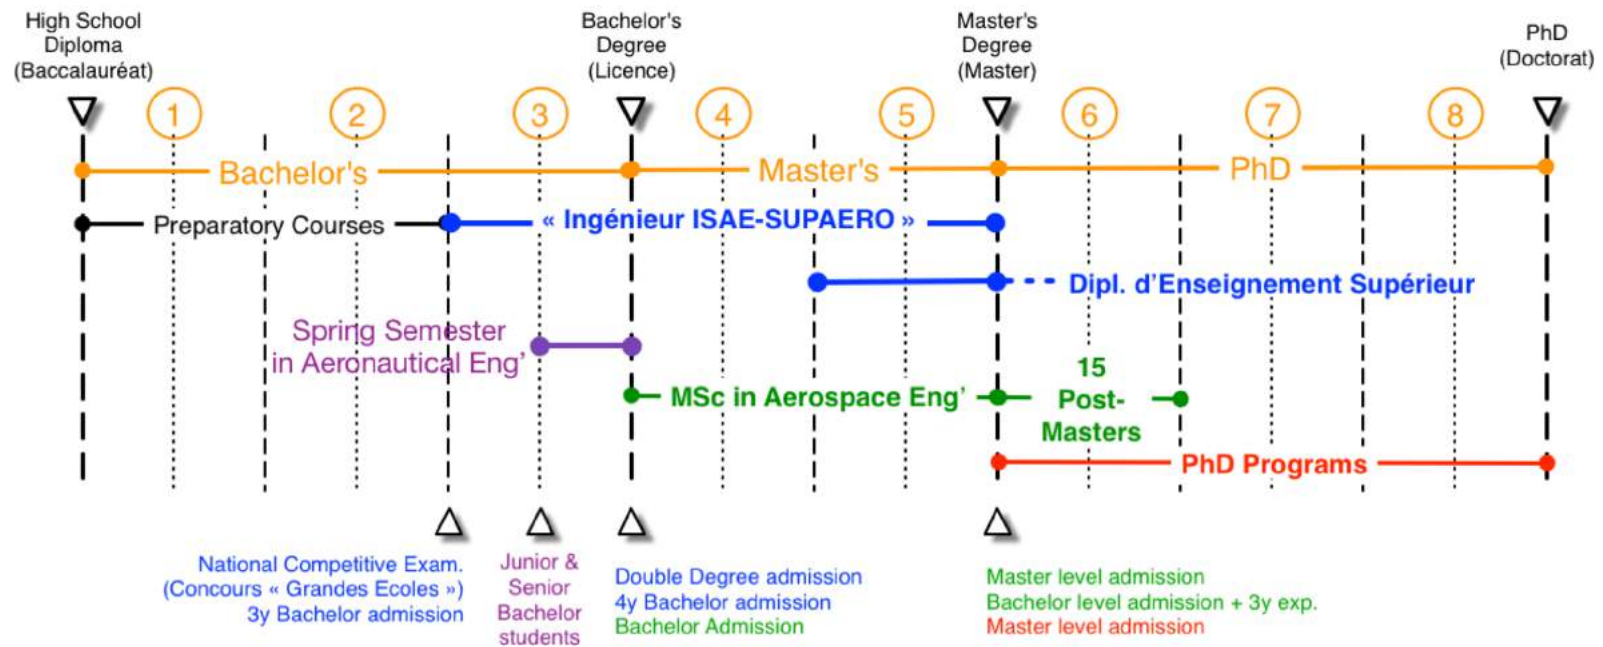 High School
Diploma
(Baccalauréat)
Bachelor's
Degree
(Licence)
Master's
Degree
(Master)
PhD
(Doctorat)
1
2
3
4
5
6
7
8
Bachelor's
Master's
PhD
Preparatory Courses
« Ingénieur ISAE-SUPAERO »
Dipl. d'Enseignement Supérieur
Spring Semester
in Aeronautical Eng'
MSc in Aerospace Eng'
15
Post-
Masters
PhD Programs
National Competitive Exam.
(Concours « Grandes Ecoles »)
3y Bachelor admission
Junior &
Senior
Bachelor
students
Double Degree admission
4y Bachelor admission
Bachelor Admission
Master level admission
Bachelor level admission + 3y exp.
Master level admission